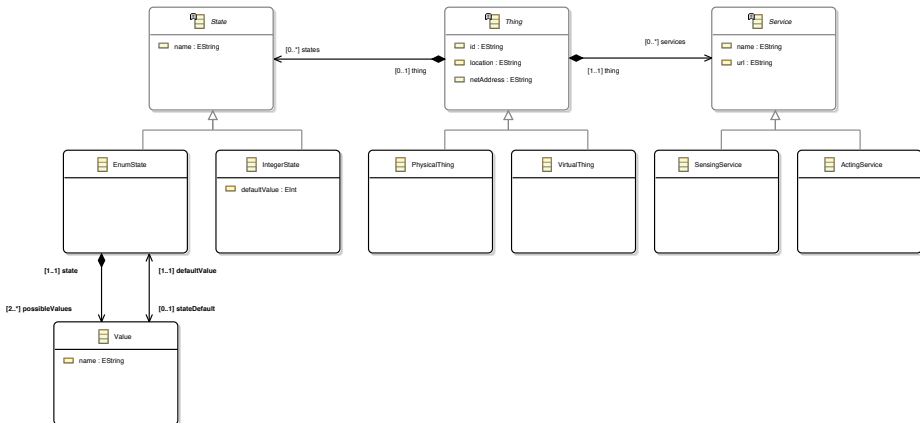 State
Thing
Service
name : EString
id : EString
location : EString
netAddress : EString
name : EString
url : EString
[0..*] states
[0..1] thing
[0..*] services
[1..1] thing
EnumState
IntegerState
PhysicalThing
VirtualThing
SensingService
ActingService
defaultValue : EInt
[1..1] state
[1..1] defaultValue
[2..*] possibleValues
[0..1] stateDefault
Value
name : EString